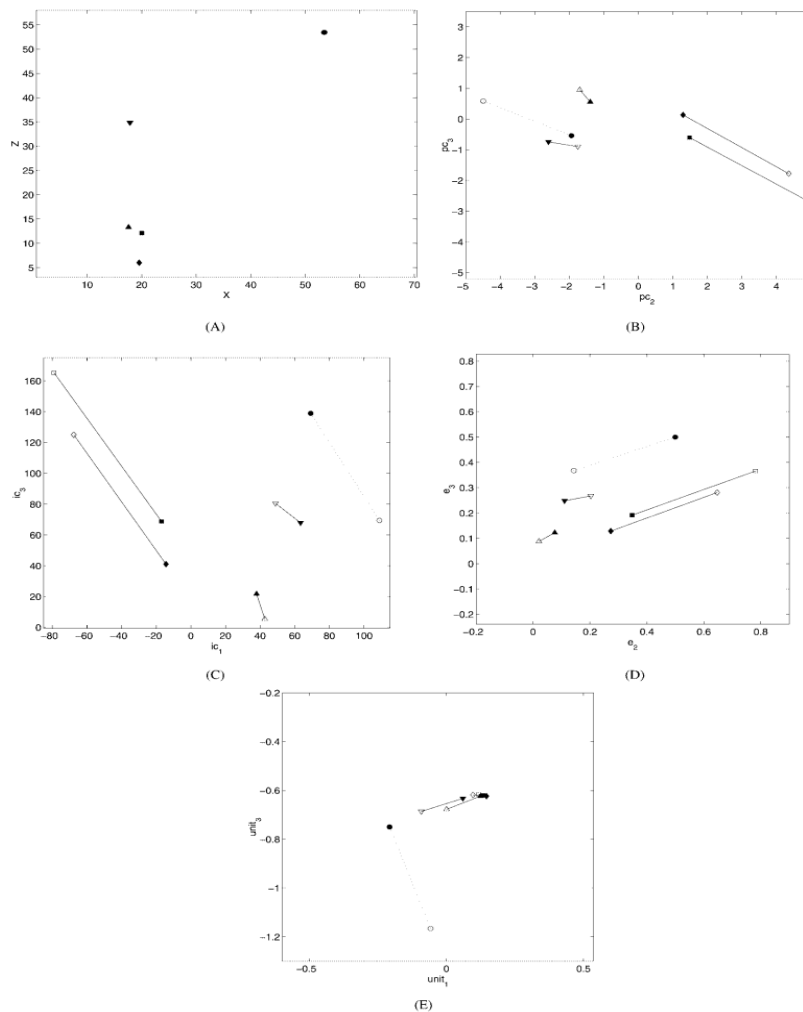 55
50
45
40
35
30
25
20
15
10
5
Z
10 20 30 40 50 60 70
X
(A)
3
2
1
0
−1
−2
−3
−4
−5
pc3
−5 −4 −3 −2 −1 0 1 2 3 4
pc2
(B)
160
140
120
100
80
60
40
20
0
ic3
−80 −60 −40 −20 0 20 40 60 80 100
ic1
(C)
0.8
0.7
0.6
0.5
0.4
0.3
0.2
0.1
0
−0.1
−0.2
e3
−0.2 0 0.2 0.4 0.6 0.8
e2
(D)
−0.2
−0.4
−0.6
−0.8
−1
−1.2
unit3
−0.5 0 0.5
unit1
(E)